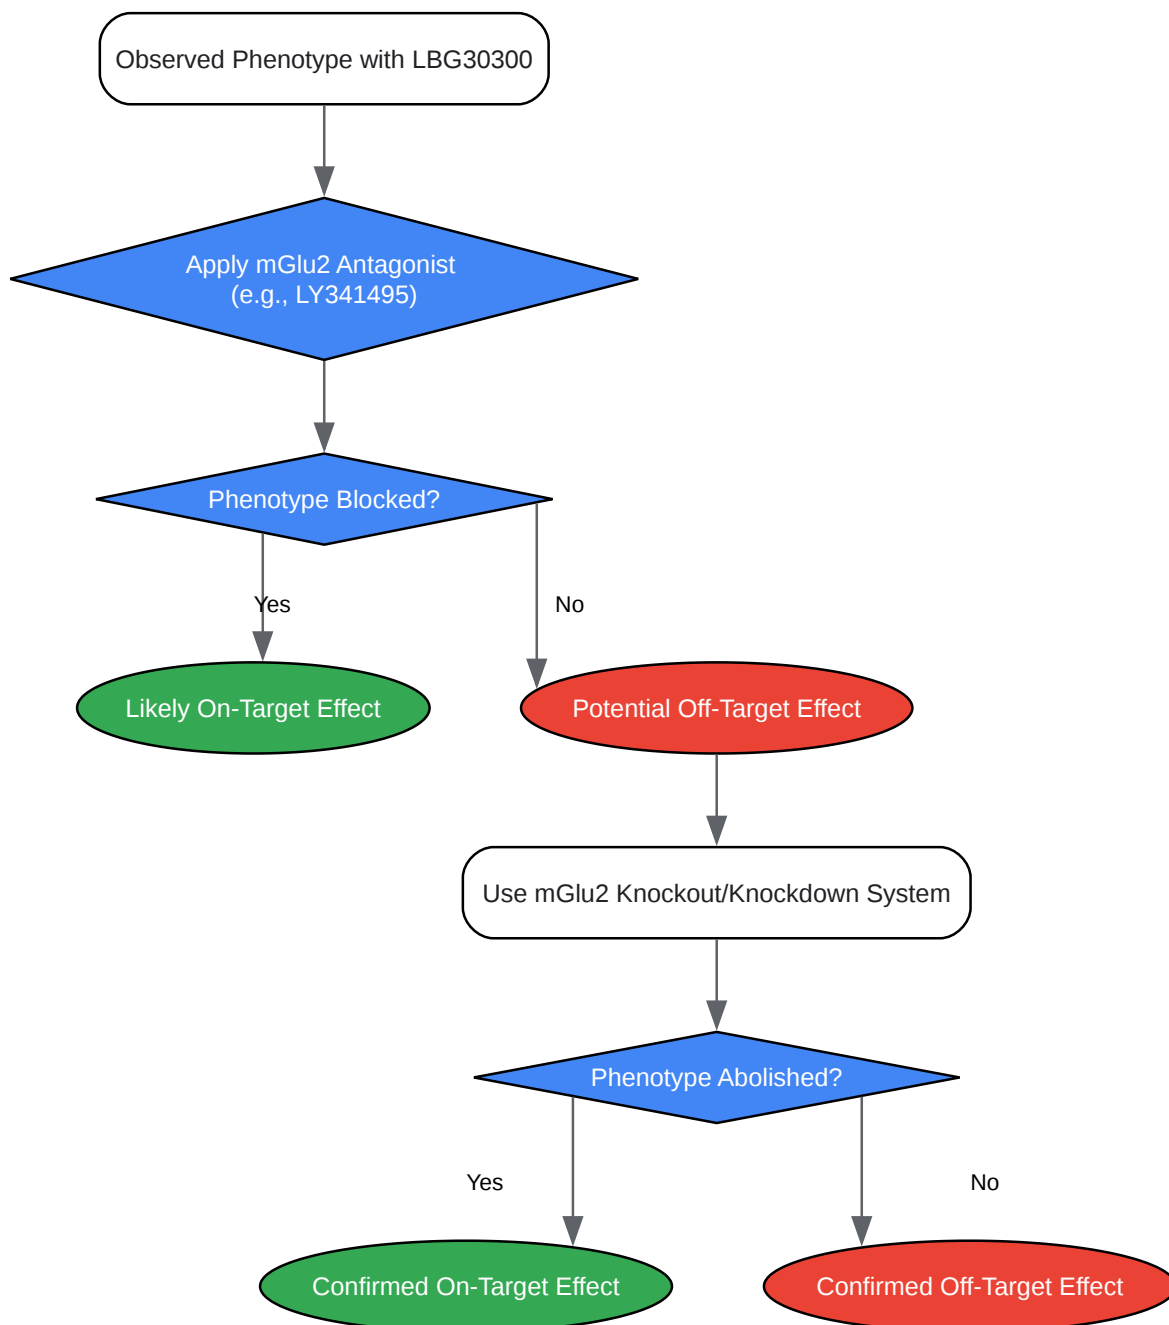 Observed Phenotype with LBG30300
Apply mGlu2 Antagonist
(e.g., LY341495)
Phenotype Blocked?
Yes
No
Likely On-Target Effect
Potential Off-Target Effect
Use mGlu2 Knockout/Knockdown System
Phenotype Abolished?
Yes
No
Confirmed On-Target Effect
Confirmed Off-Target Effect